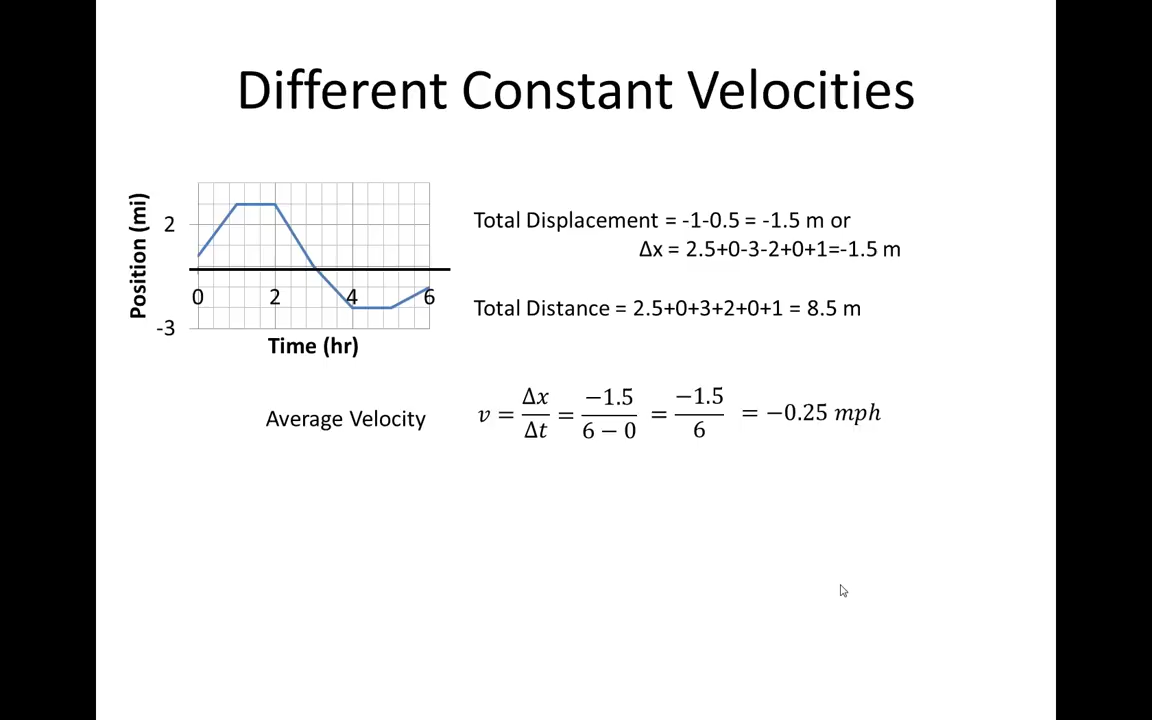 Different Constant Velocities
Position (mi)
2
-3
0 2 4 6
Time (hr)
Total Displacement = -1-0.5 = -1.5 m or
Δx = 2.5+0-3-2+0+1=-1.5 m
Total Distance = 2.5+0+3+2+0+1 = 8.5 m
Average Velocity
v = Δx/Δt = −1.5/6 − 0 = −1.5/6 = −0.25 mph